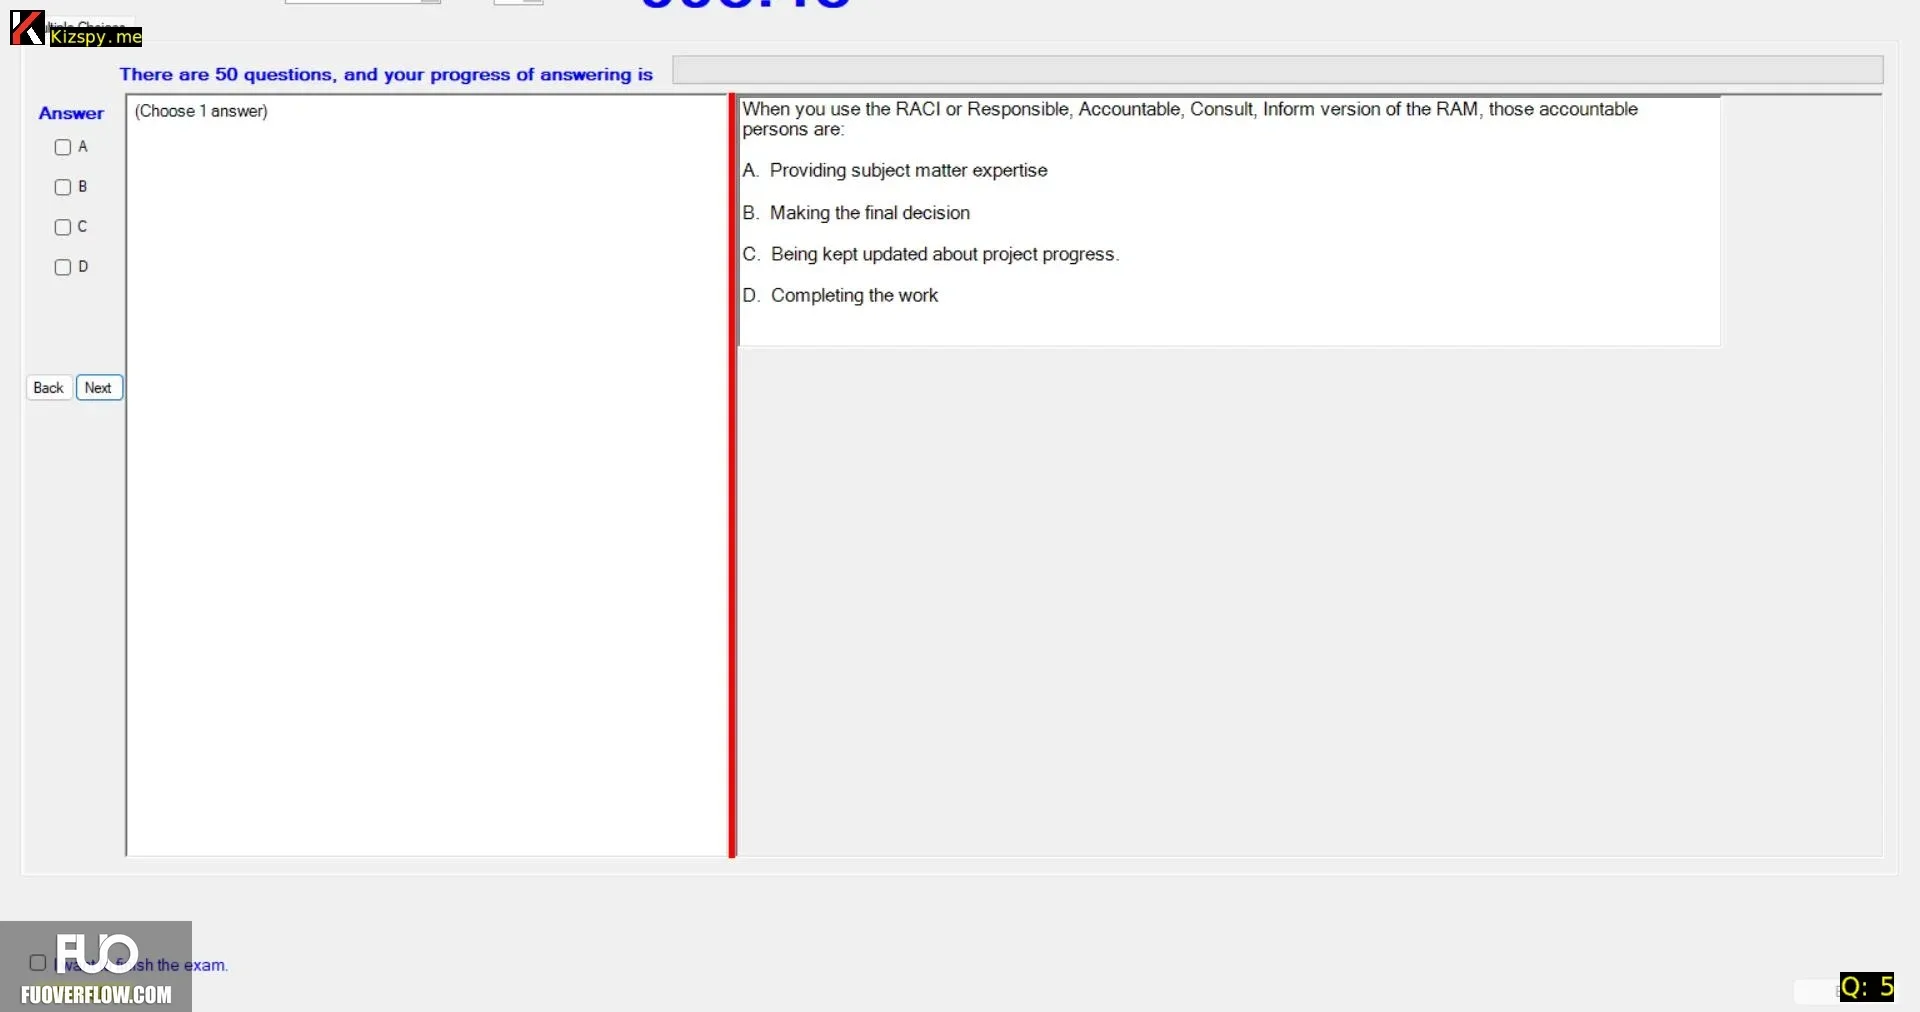 Kizspy.me
There are 50 questions, and your progress of answering is
Answer
(Choose 1 answer)
A
B
C
D
Back
Next
When you use the RACI or Responsible, Accountable, Consult, Inform version of the RAM, those accountable
persons are:
A. Providing subject matter expertise
B. Making the final decision
C. Being kept updated about project progress.
D. Completing the work
the exam.
FUO
FUOVERFLOW.COM
Q: 5